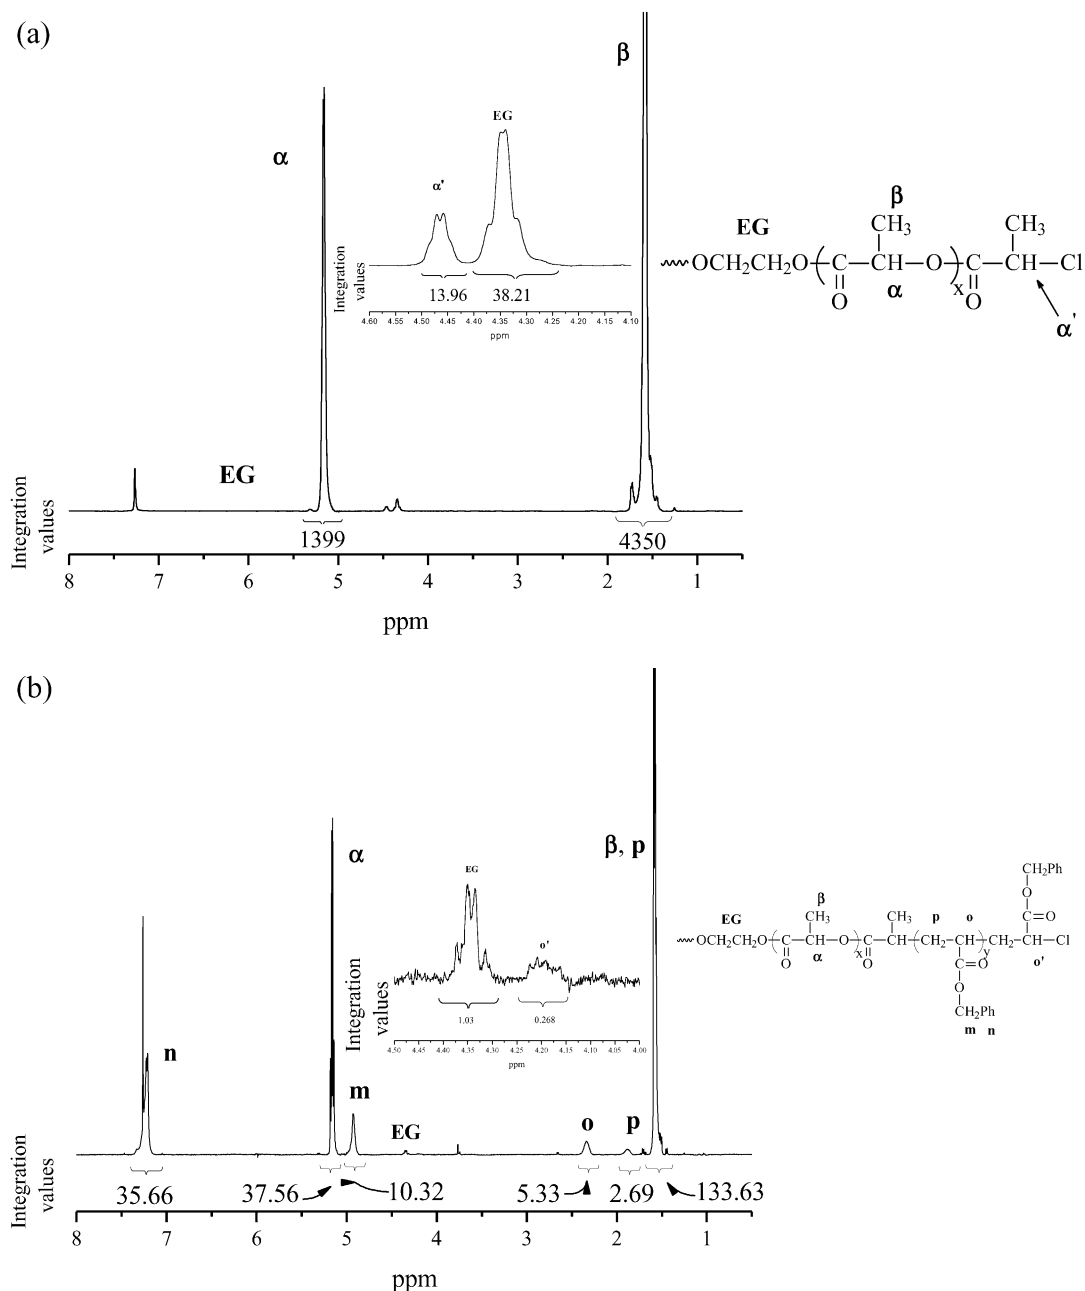 (a)
β
α
EG
α'
13.96 38.21
Integration
values
4.60 4.55 4.50 4.45 4.40 4.35 4.30 4.25 4.20 4.15 4.10
ppm
EG
β
CH3
CH3
OCH2CH2O
C
CH
O
C
CH
Cl
x
O
α
O
α'
EG
Integration
values
1399
4350
8 7 6 5 4 3 2 1
ppm
(b)
β, p
α
EG
o'
1.03 0.268
Integration
values
4.50 4.45 4.40 4.35 4.30 4.25 4.20 4.15 4.10 4.05 4.00
ppm
CH2Ph
O
C=O
EG
β
CH3
CH3
p
o
OCH2CH2O
C
CH
O
C
CH
CH2
CH
CH2
CH
Cl
O
α
x
O
y
o'
C=O
O
CH2Ph
m n
n
m
EG
o
p
Integration
values
35.66 37.56 10.32 5.33 2.69 133.63
8 7 6 5 4 3 2 1
ppm